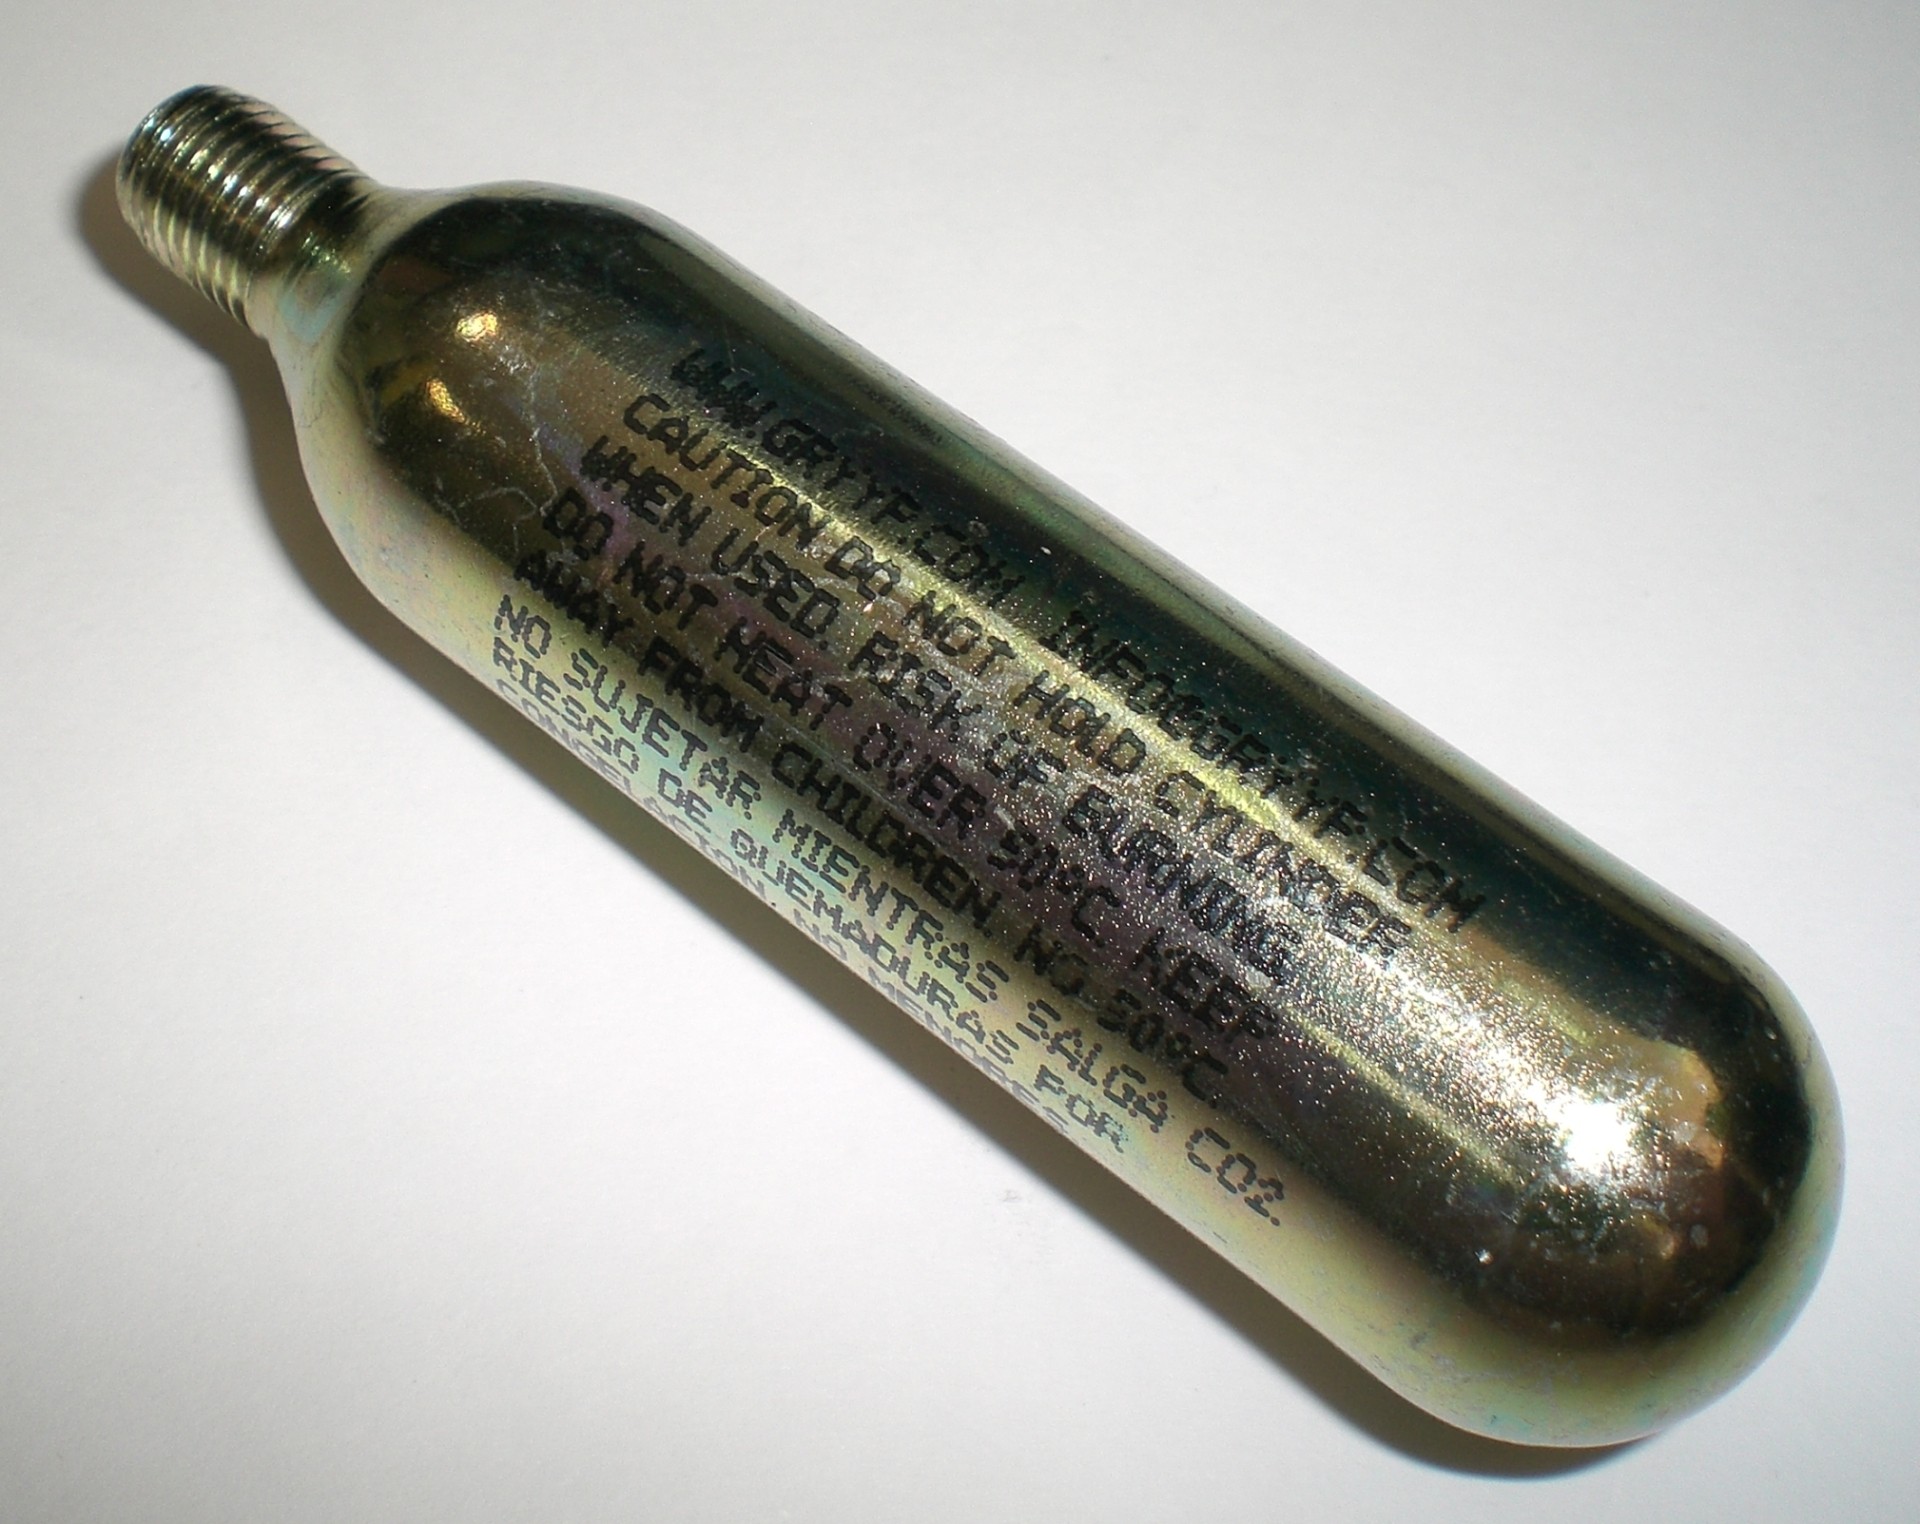 WWW.GRYYP.COM INFO@GRYYP.COM
CAUTION DO NOT HOLD CYLINDER
WHEN USED. RISK OF BURNING
DO NOT HEAT OVER 50ºC KEEP
AWAY FROM CHILDREN. NO 50ºC.
NO SUJETAR MIENTRAS SALGA CO2.
RIESGO DE QUEMADURAS POR
CONGELACION. NO MENORES.